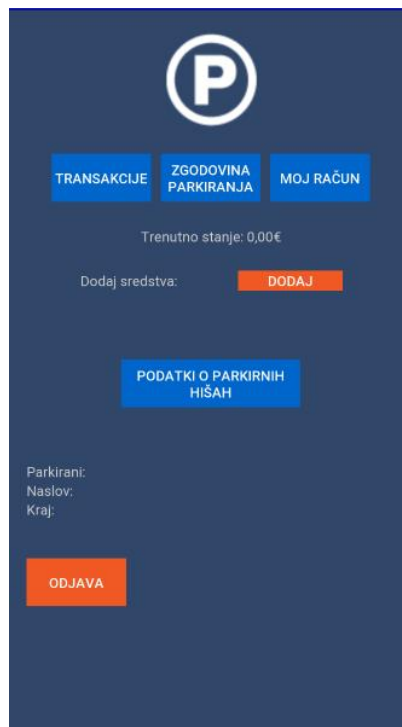 P
TRANSAKCIJE
ZGODOVINA
PARKIRANJA
MOJ RAČUN
Trenutno stanje: 0,00€
Dodaj sredstva: DODAJ
PODATKI O PARKIRNIH
HIŠAH
Parkirani:
Naslov:
Kraj:
ODJAVA